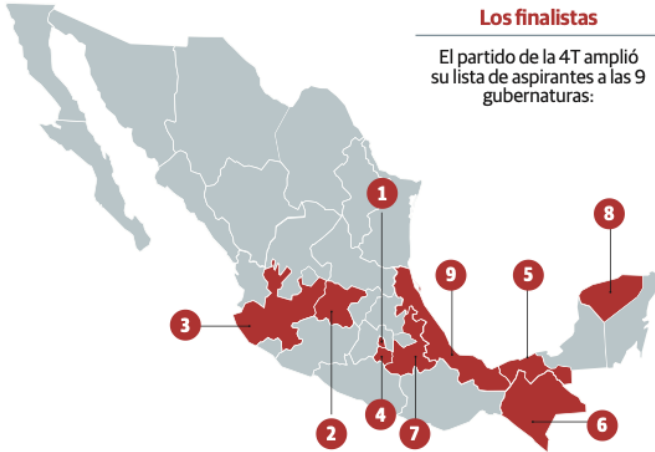 Los finalistas
El partido de la 4T amplió
su lista de aspirantes a las 9
gubernaturas:
1
8
9
5
3
2
4
7
6